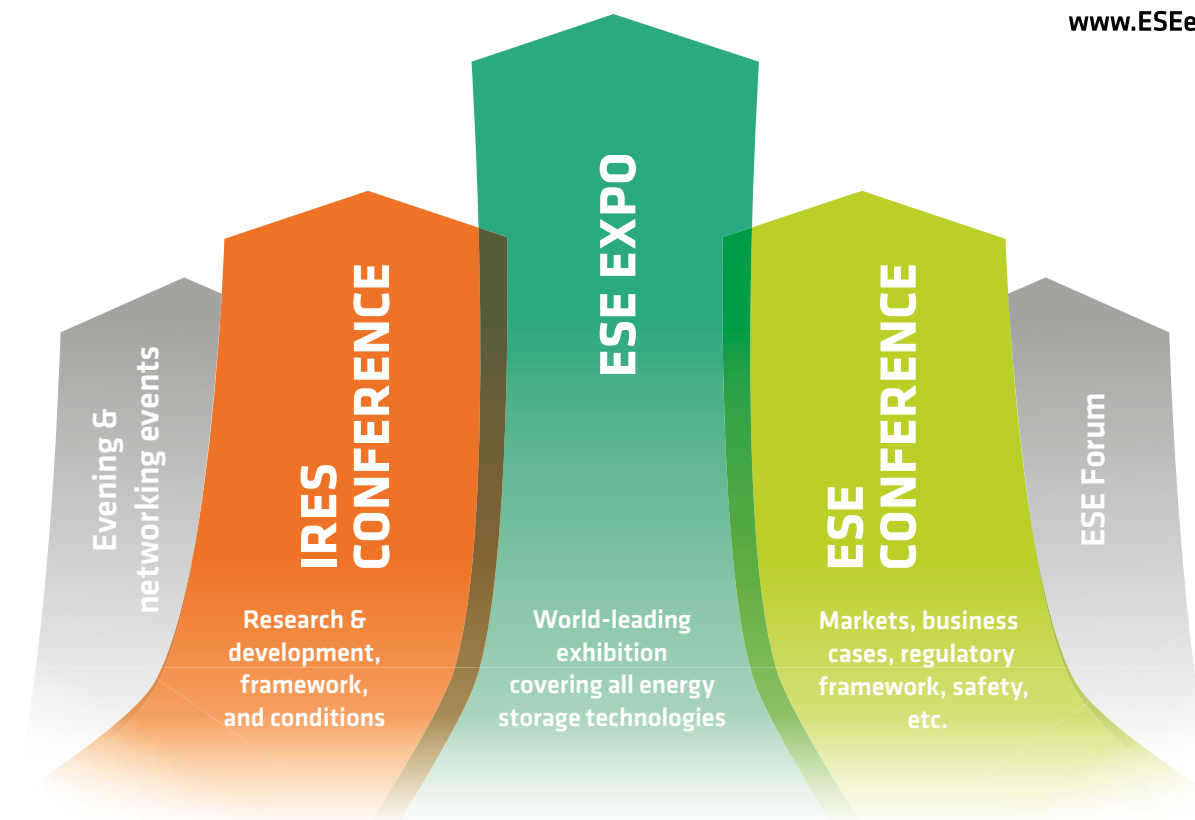 www.ESEe
Evening &
networking events
IRES
CONFERENCE
Research &
development,
framework,
and conditions
ESE EXPO
World-leading
exhibition
covering all energy
storage technologies
ESE
CONFERENCE
Markets, business
cases, regulatory
framework, safety,
etc.
ESE Forum